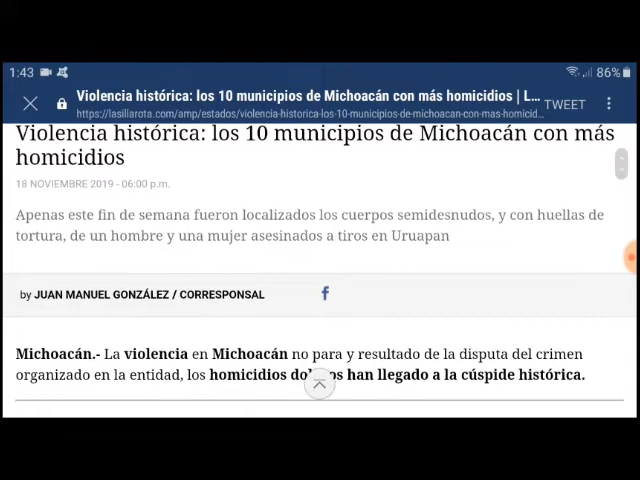 1:43
86%
Violencia histórica: los 10 municipios de Michoacán con más homicidios | L...
https://lasillarota.com/amp/estados/violencia-historica-los-10-municipios-de-michoacan-con-mas-homicid...
TWEET
Violencia histórica: los 10 municipios de Michoacán con más
homicidios
18 NOVIEMBRE 2019 - 06:00 p.m.
Apenas este fin de semana fueron localizados los cuerpos semidesnudos, y con huellas de
tortura, de un hombre y una mujer asesinados a tiros en Uruapan
by JUAN MANUEL GONZÁLEZ / CORRESPONSAL
Michoacán.- La violencia en Michoacán no para y resultado de la disputa del crimen
organizado en la entidad, los homicidios han llegado a la cúspide histórica.